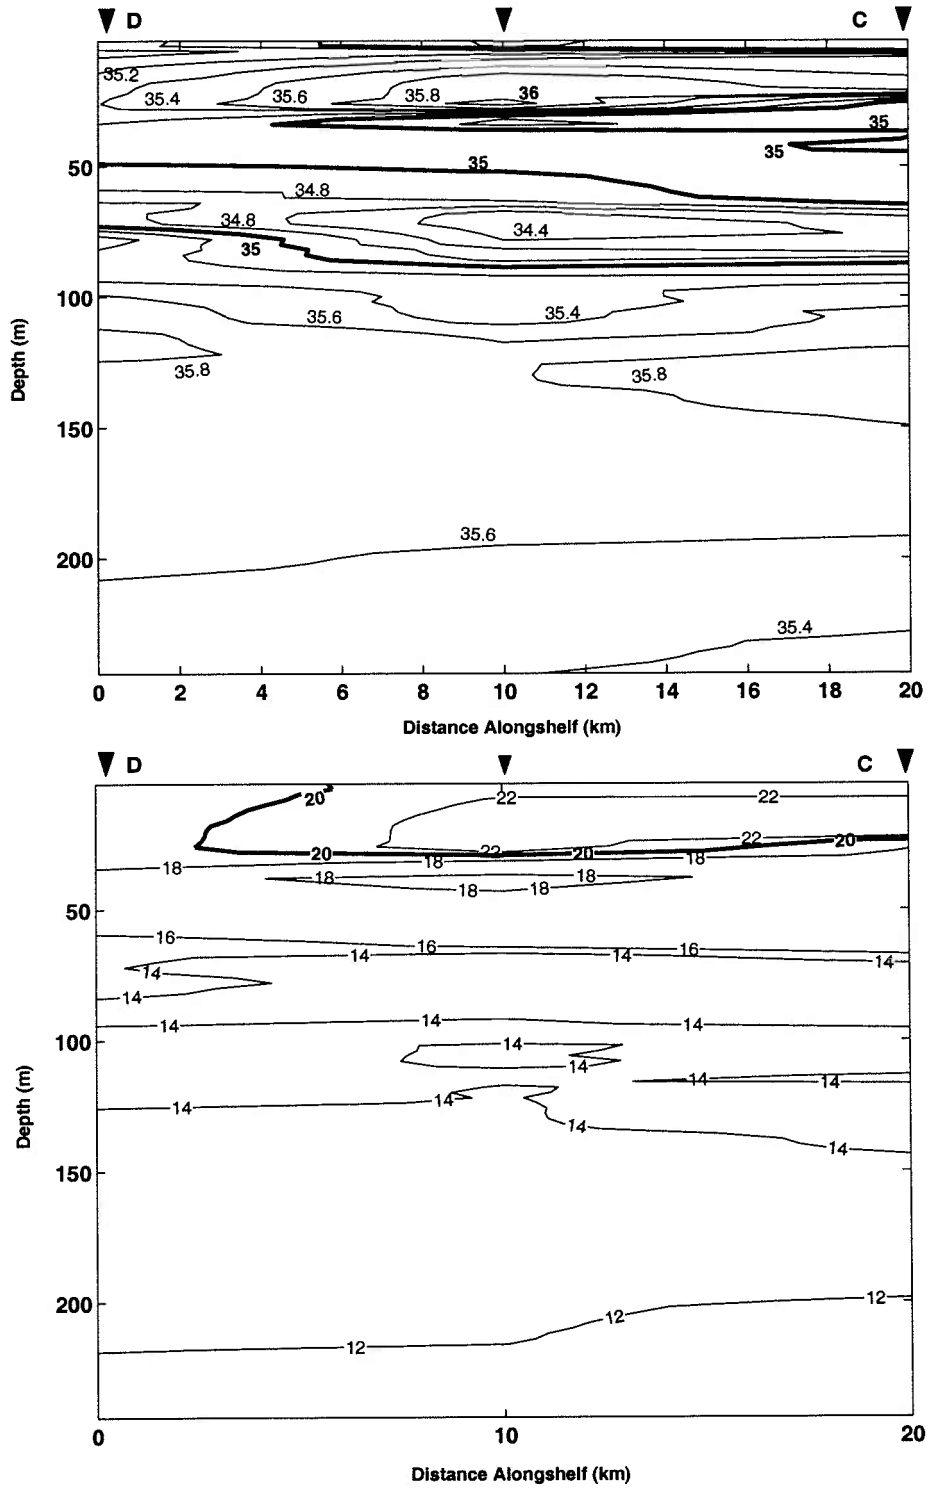 D C
35.2
35.4 35.6 35.8 36
35
35 35
50
34.8
34.8
34.4
35
100
35.6 35.4
35.8 35.8
150
35.6
200
35.4
0 2 4 6 8 10 12 14 16 18 20
Depth (m)
Distance Alongshelf (km)
D C
20 22 22
22 22 20
20 20
18 18 18
18 18
18 18
50
16 16 16
14 14 14
14
14
100 14 14 14
14
14
14 14
14 14
14
14
150
200 12
12
12
0 10 20
Depth (m)
Distance Alongshelf (km)